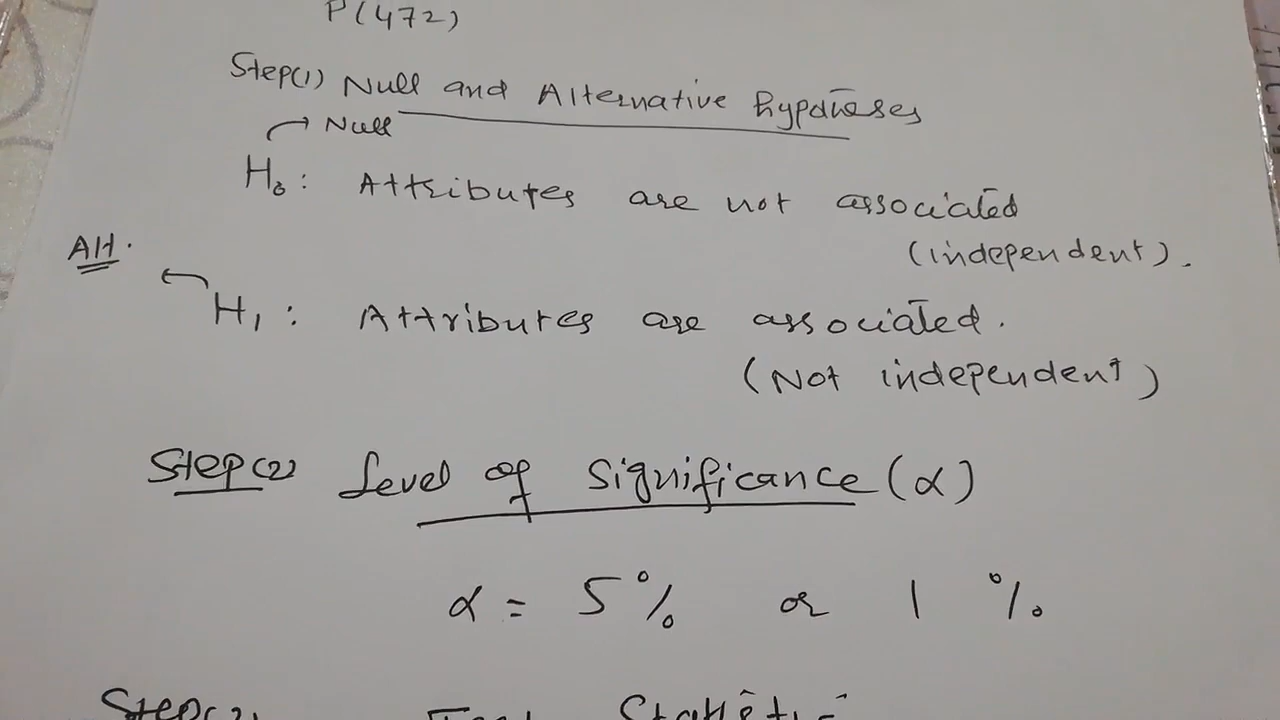 P(472)
Step(1) Null and Alternative hypotheses
Null
H₀: Attributes are not associated
(independent).
AH.
H₁: Attributes are associated.
(Not independent)
Step(2) Level of Significance (α)
α = 5% or 1%